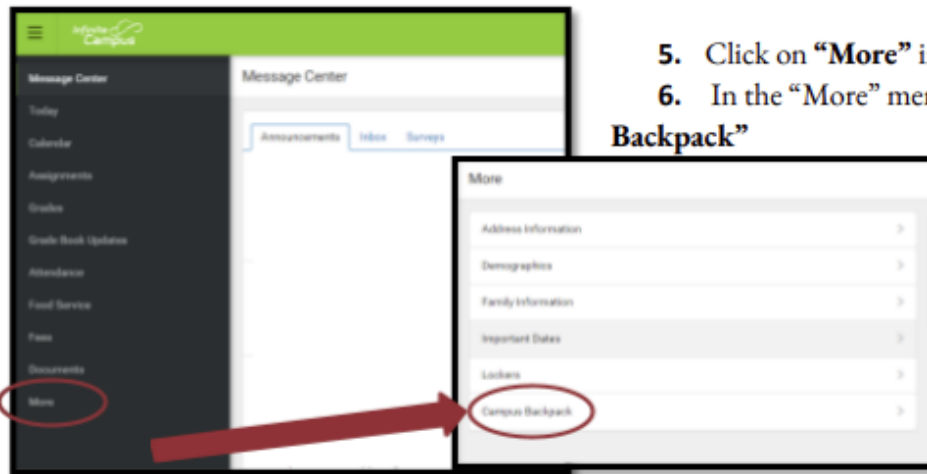 Infinite
Campus
Message Center
Today
Calendar
Assignments
Grades
Grade Book Updates
Attendance
Food Service
Fees
Documents
More
Message Center
Announcements Inbox Surveys
5. Click on “More” i
6. In the “More” me
Backpack”
More
Address Information
Demographics
Family Information
Important Dates
Lockers
Campus Backpack